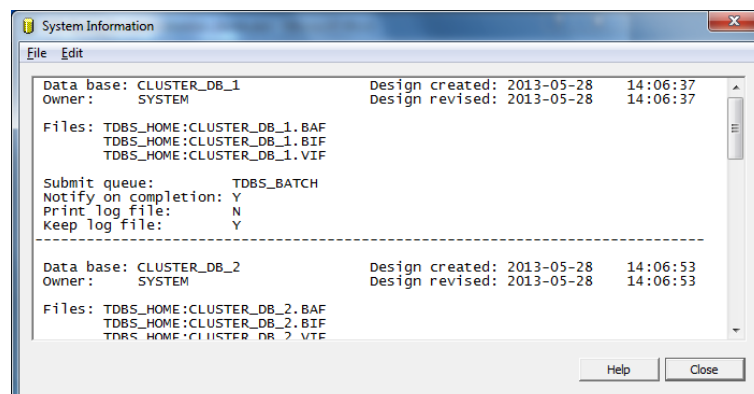 System Information
File Edit
Data base: CLUSTER_DB_1 Design created: 2013-05-28 14:06:37
Owner: SYSTEM Design revised: 2013-05-28 14:06:37
Files: TDBS_HOME:CLUSTER_DB_1.BAF
TDBS_HOME:CLUSTER_DB_1.BIF
TDBS_HOME:CLUSTER_DB_1.VIF
Submit queue: TDBS_BATCH
Notify on completion: Y
Print log file: N
Keep log file: Y
--------------------------------------------------------------------------------
Data base: CLUSTER_DB_2 Design created: 2013-05-28 14:06:53
Owner: SYSTEM Design revised: 2013-05-28 14:06:53
Files: TDBS_HOME:CLUSTER_DB_2.BAF
TDBS_HOME:CLUSTER_DB_2.BIF
TDBS_HOME:CLUSTER_DB_2.VIF
Help Close